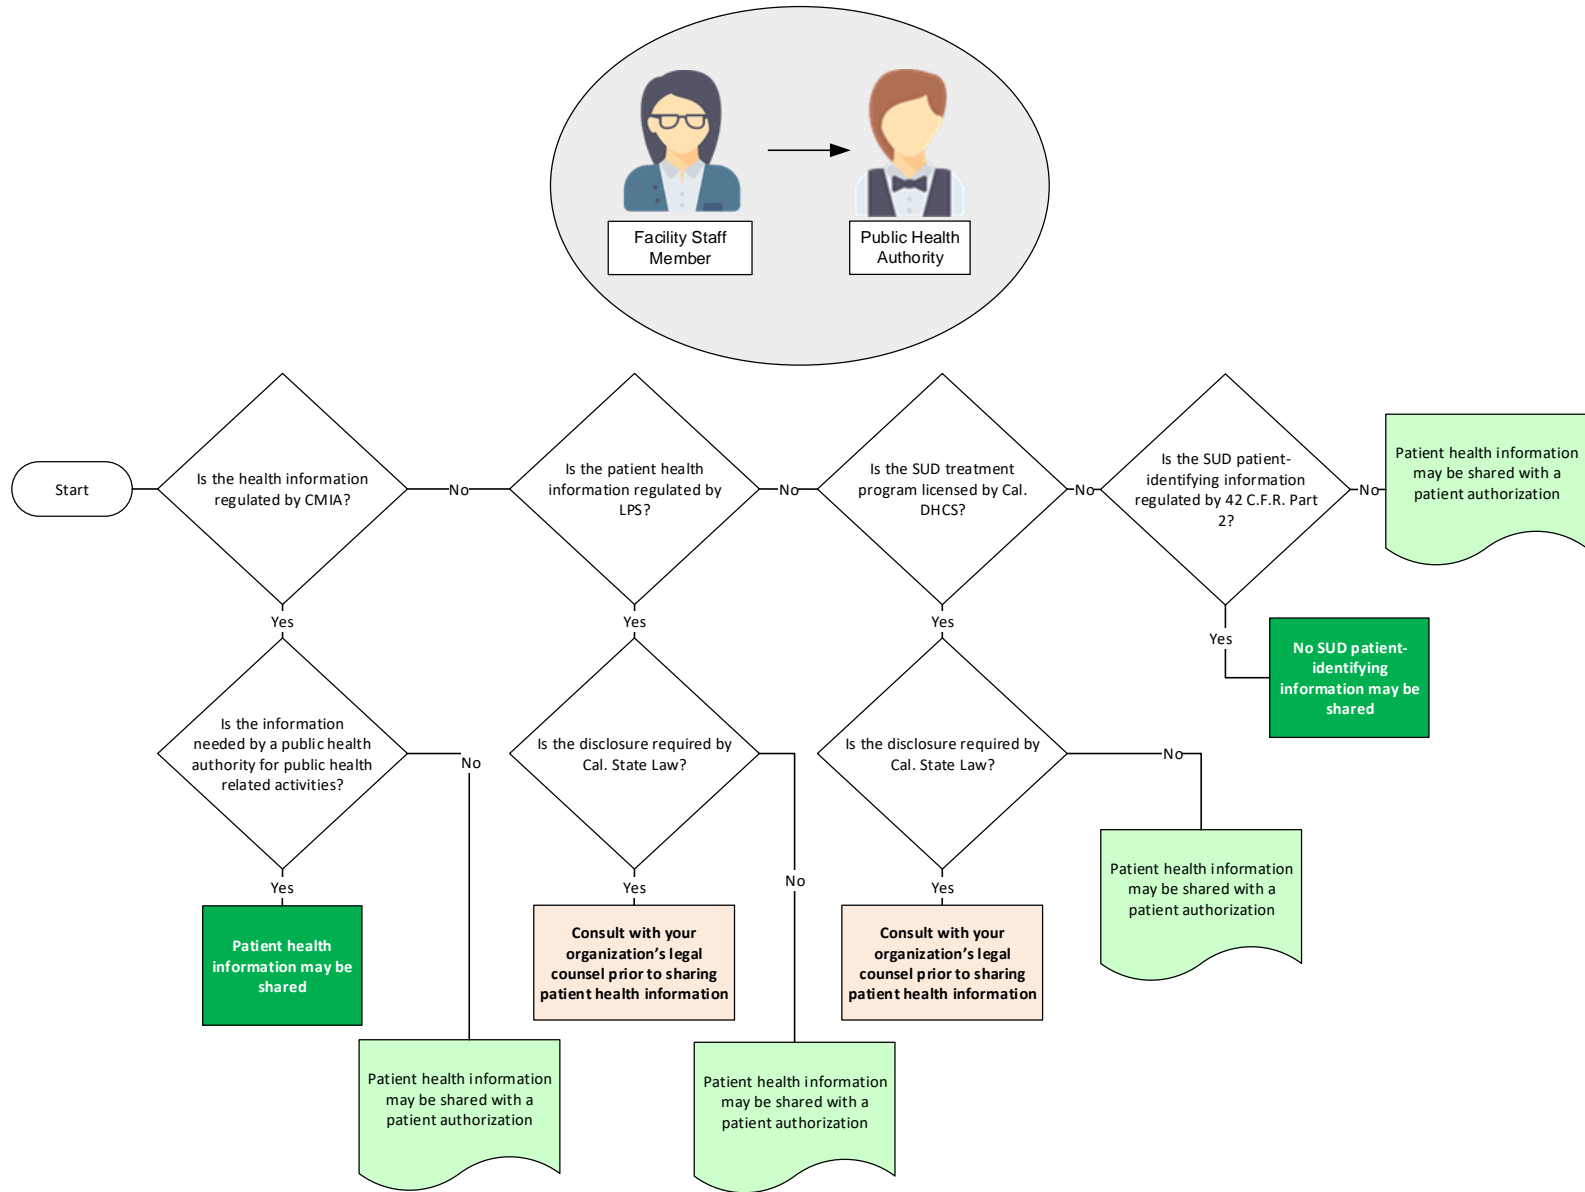 Facility Staff
Member
Public Health
Authority
Start
Is the health information
regulated by CMIA?
No
Is the patient health
information regulated by
LPS?
No
Is the SUD treatment
program licensed by Cal.
DHCS?
No
Is the SUD patient-
identifying information
regulated by 42 C.F.R. Part
2?
No
Patient health information
may be shared with a
patient authorization
Yes
Yes
Yes
Yes
No SUD patient-
identifying
information may be
shared
Is the information
needed by a public health
authority for public health
related activities?
No
Is the disclosure required by
Cal. State Law?
No
Is the disclosure required by
Cal. State Law?
No
Patient health information
may be shared with a
patient authorization
Yes
Yes
Yes
Patient health
information may be
shared
Consult with your
organization’s legal
counsel prior to sharing
patient health information
Consult with your
organization’s legal
counsel prior to sharing
patient health information
Patient health information
may be shared with a
patient authorization
Patient health information
may be shared with a
patient authorization